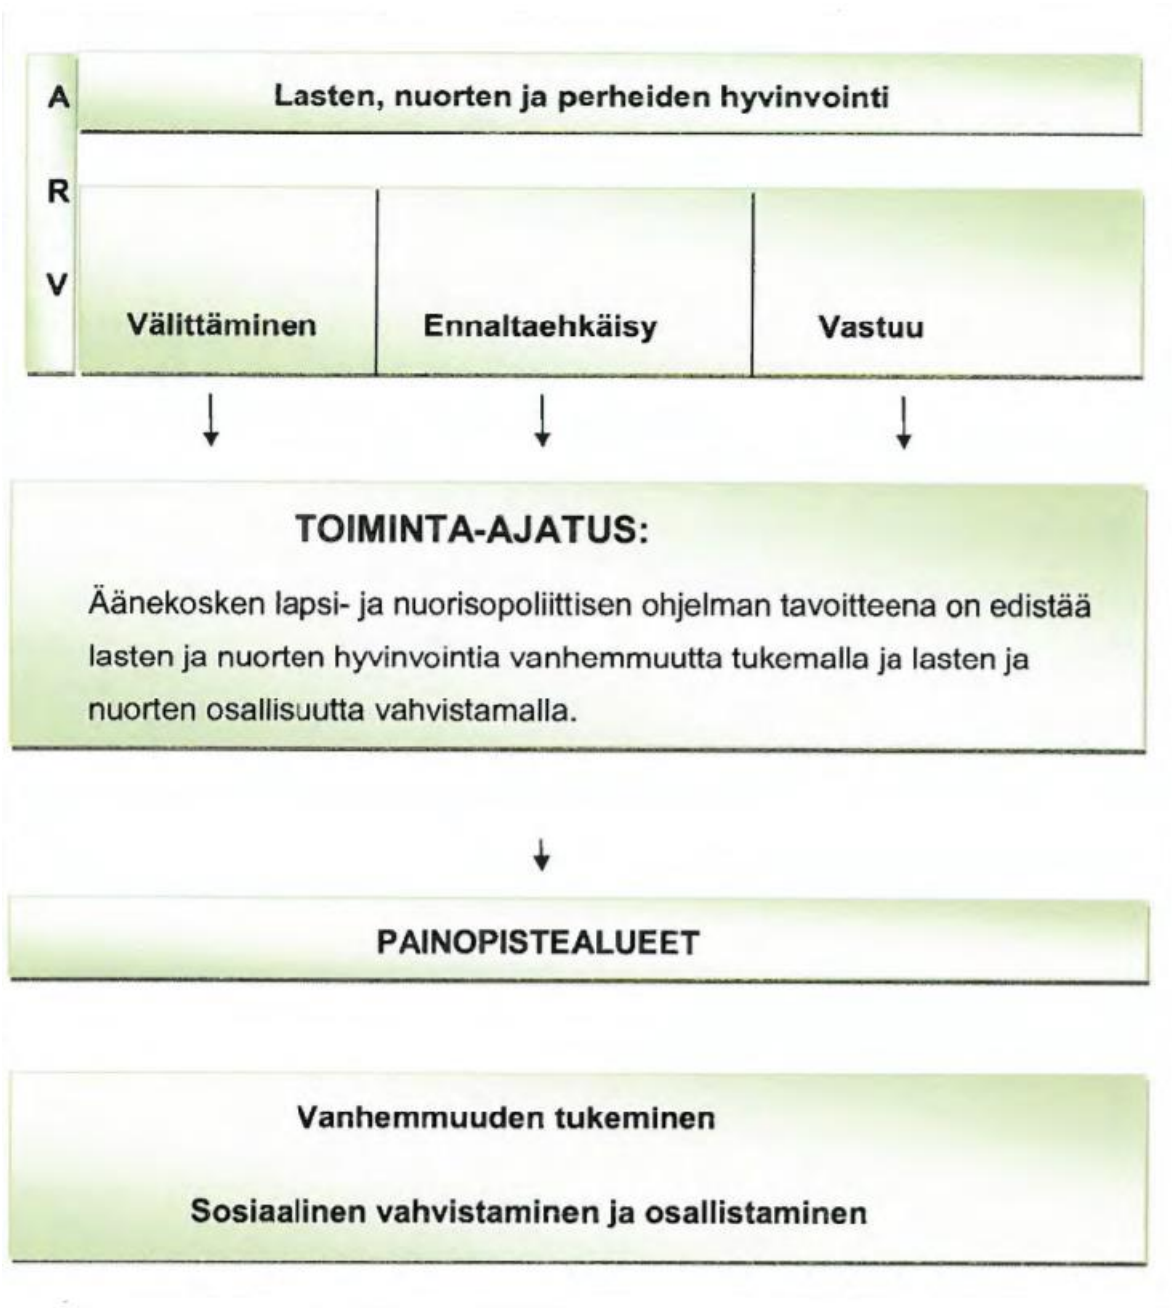 A
R
V
Lasten, nuorten ja perheiden hyvinvointi
Välittäminen Ennaltaehkäisy Vastuu
TOIMINTA-AJATUS:
Äänekosken lapsi- ja nuorisopoliittisen ohjelman tavoitteena on edistää
lasten ja nuorten hyvinvointia vanhemmuutta tukemalla ja lasten ja
nuorten osallisuutta vahvistamalla.
PAINOPISTEALUEET
Vanhemmuuden tukeminen
Sosiaalinen vahvistaminen ja osallistaminen